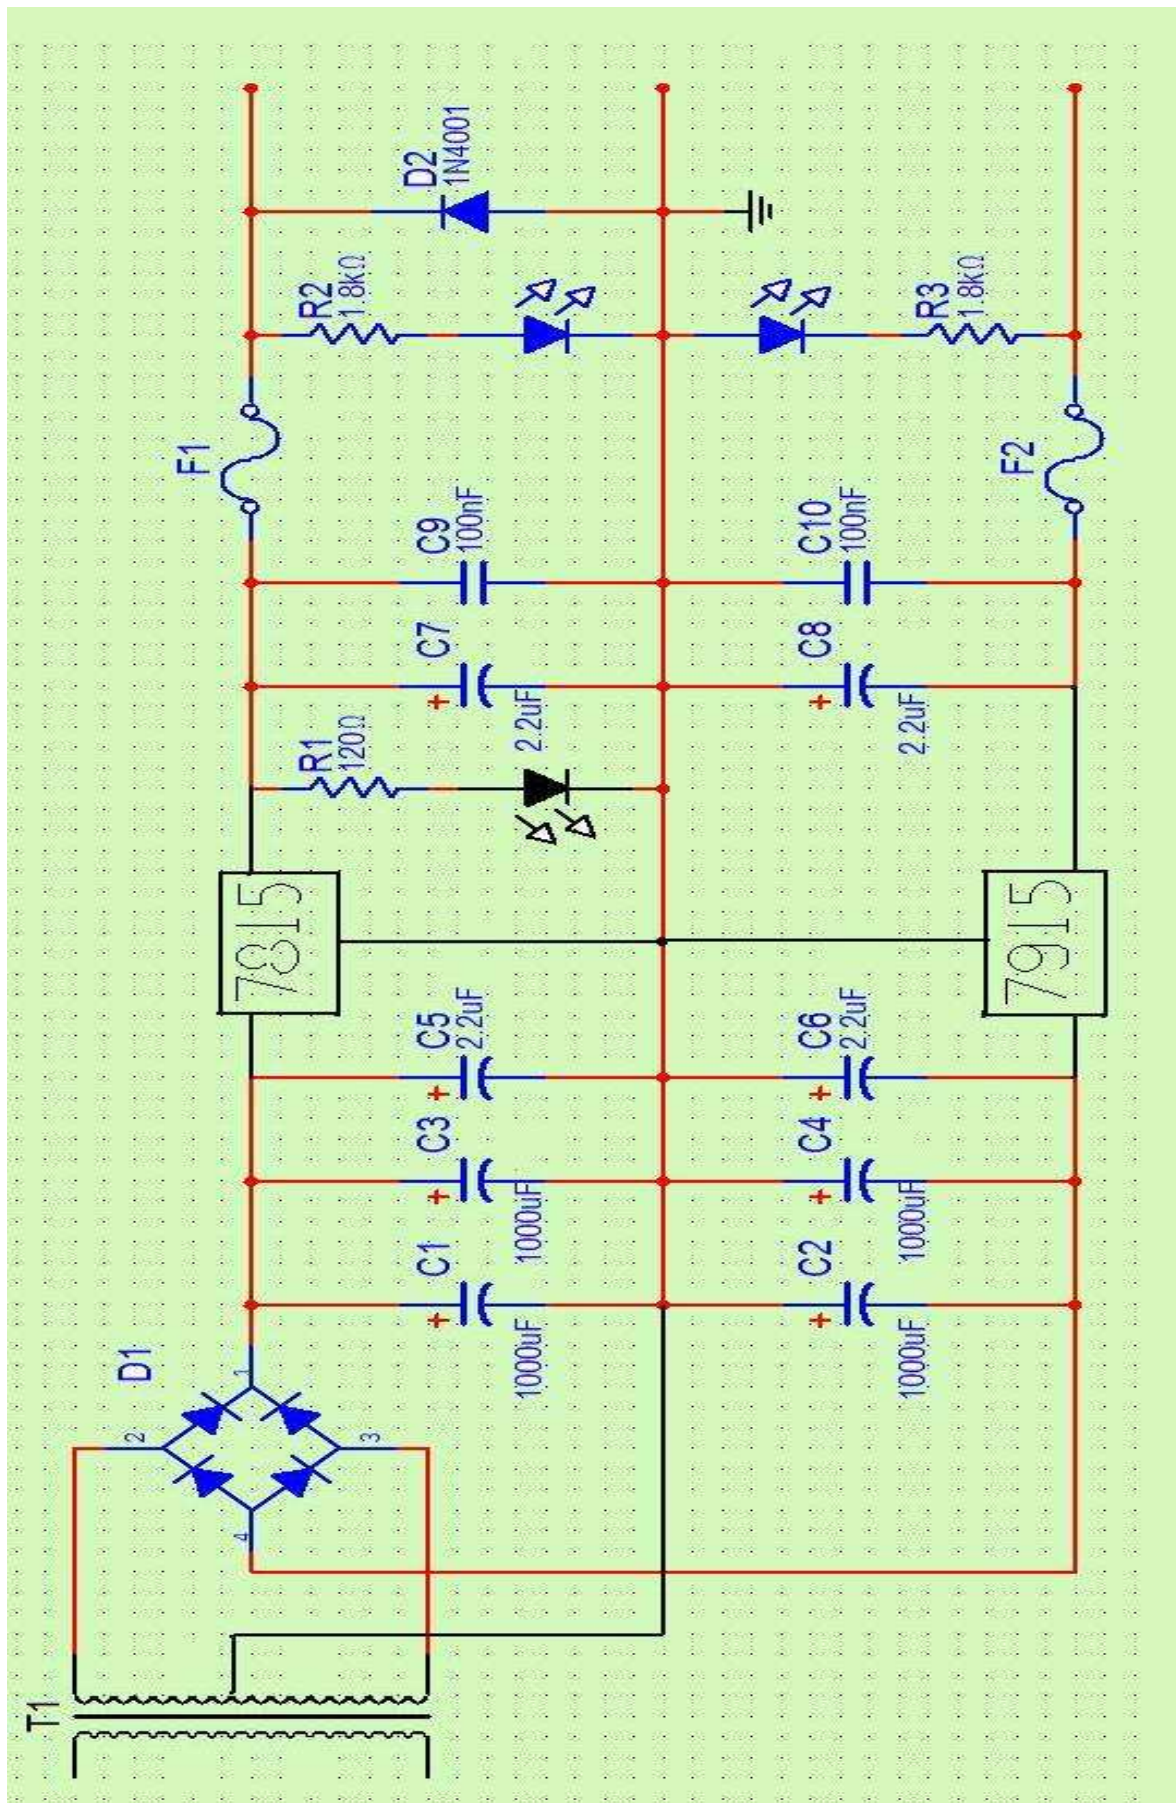 T1
D1
1
2
3
4
C1
1000uF
C2
1000uF
C3
1000uF
C4
1000uF
C5
2.2uF
C6
2.2uF
7815
7915
R1
120Ω
C7
2.2uF
C8
2.2uF
C9
100nF
C10
100nF
F1
F2
R2
1.8kΩ
R3
1.8kΩ
D2
1N4001